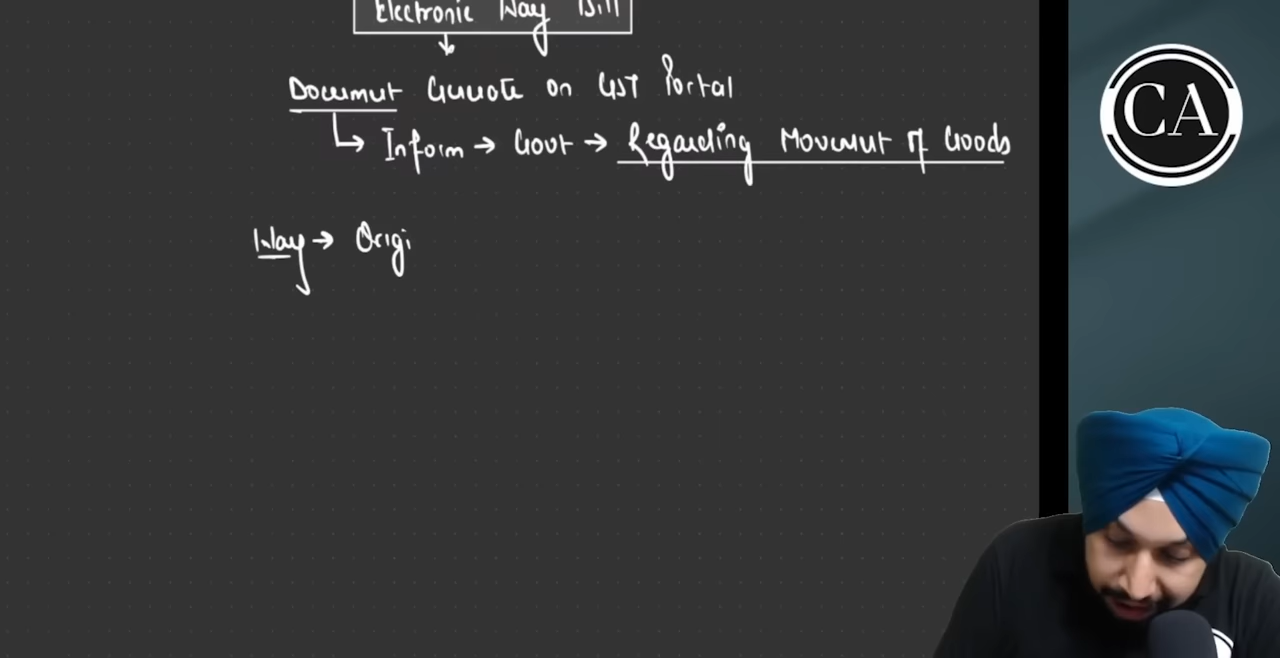 Electronic Way Bill
Document Generate on GST Portal
↳ Inform → Govt → Regarding Movement of Goods
Way → Origi
CA